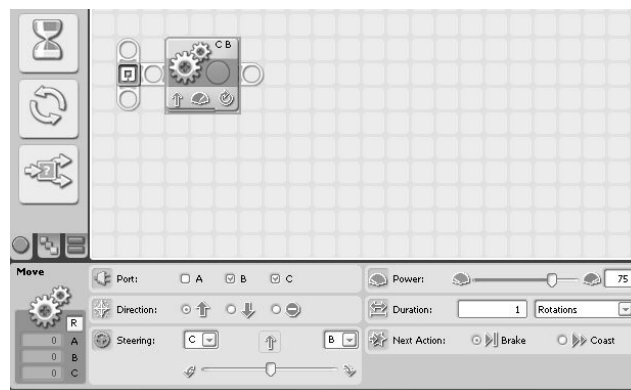 C B
Move
Port: A B C
Power: 75
Direction:
Duration: 1 Rotations
Steering: C B
Next Action: Brake Coast
R
0 A
0 B
0 C